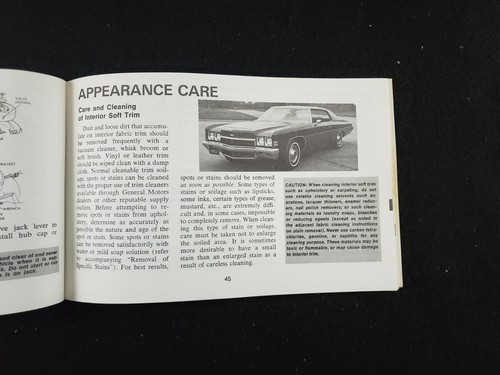 APPEARANCE CARE
Care and Cleaning
of Interior Soft Trim
Dust and loose dirt that accumu-
late on interior fabric trim should
be removed frequently with a
vacuum cleaner, whisk broom or
soft brush. Vinyl or leather trim
should be wiped clean with a damp
cloth. Normal cleanable trim soil-
age, spots or stains can be cleaned
with the proper use of trim cleaners
available through General Motors
dealers or other reputable supply
outlets. Before attempting to re-
move spots or stains from uphol-
stery, determine as accurately as
possible the nature and age of the
spot or stain. Some spots or stains
can be removed satisfactorily with
water or mild soap solution (refer
to accompanying "Removal of
Specific Stains"). For best results,
spots or stains should be removed
as soon as possible. Some types of
stains or soilage such as lipsticks,
some inks, certain types of grease,
mustard, etc., are extremely diffi-
cult and, in some cases, impossible
to completely remove. When clean-
ing this type of stain or soilage,
care must be taken not to enlarge
the soiled area. It is sometimes
more desirable to have a small
stain than an enlarged stain as a
result of careless cleaning.
CAUTION: When cleaning interior soft trim
such as upholstery or carpeting, do not
use volatile cleaning solvents such as:
acetone, lacquer thinners, enamel reduc-
ers, nail polish removers; or such clean-
ing materials as laundry soaps, bleaches
or reducing agents (except as noted in
the adjacent fabric cleaning instructions
on stain removal). Never use carbon tetra-
chloride, gasoline, or naphtha for any
cleaning purpose. These materials may be
toxic or flammable, or may cause damage
to interior trim.
45
ve jack lever to
stall hub cap or
and clear of and never
hicle when it is sup-
k. Do not start or run
is on jack.